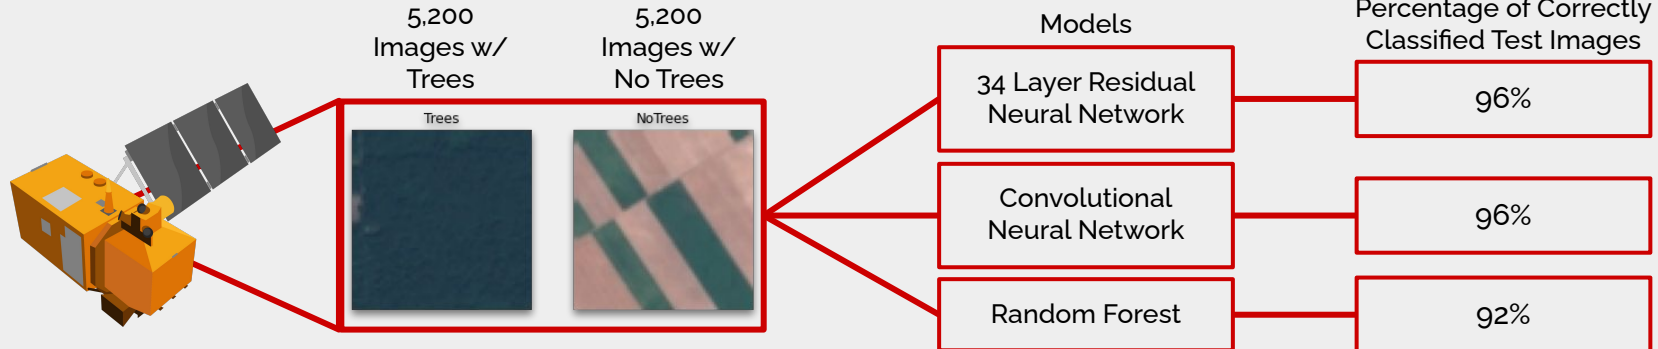 5,200
Images w/
Trees
5,200
Images w/
No Trees
Trees
NoTrees
Models
34 Layer Residual
Neural Network
Convolutional
Neural Network
Random Forest
Percentage of Correctly
Classified Test Images
96%
96%
92%